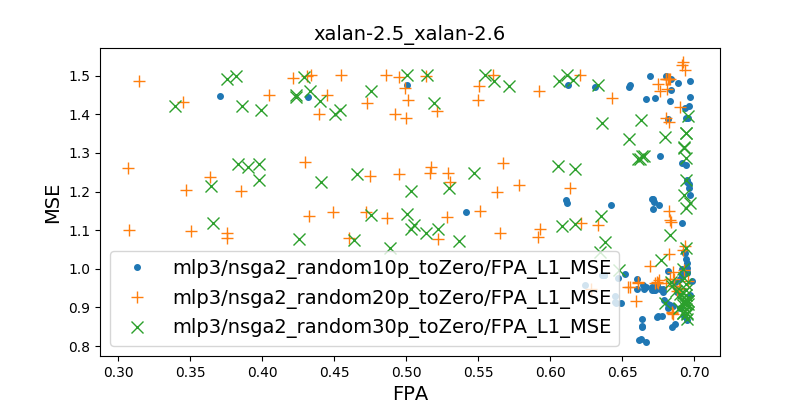 xalan-2.5_xalan-2.6
MSE
1.5
1.4
1.3
1.2
1.1
1.0
0.9
0.8
mlp3/nsga2_random10p_toZero/FPA_L1_MSE
mlp3/nsga2_random20p_toZero/FPA_L1_MSE
mlp3/nsga2_random30p_toZero/FPA_L1_MSE
0.30 0.35 0.40 0.45 0.50 0.55 0.60 0.65 0.70
FPA